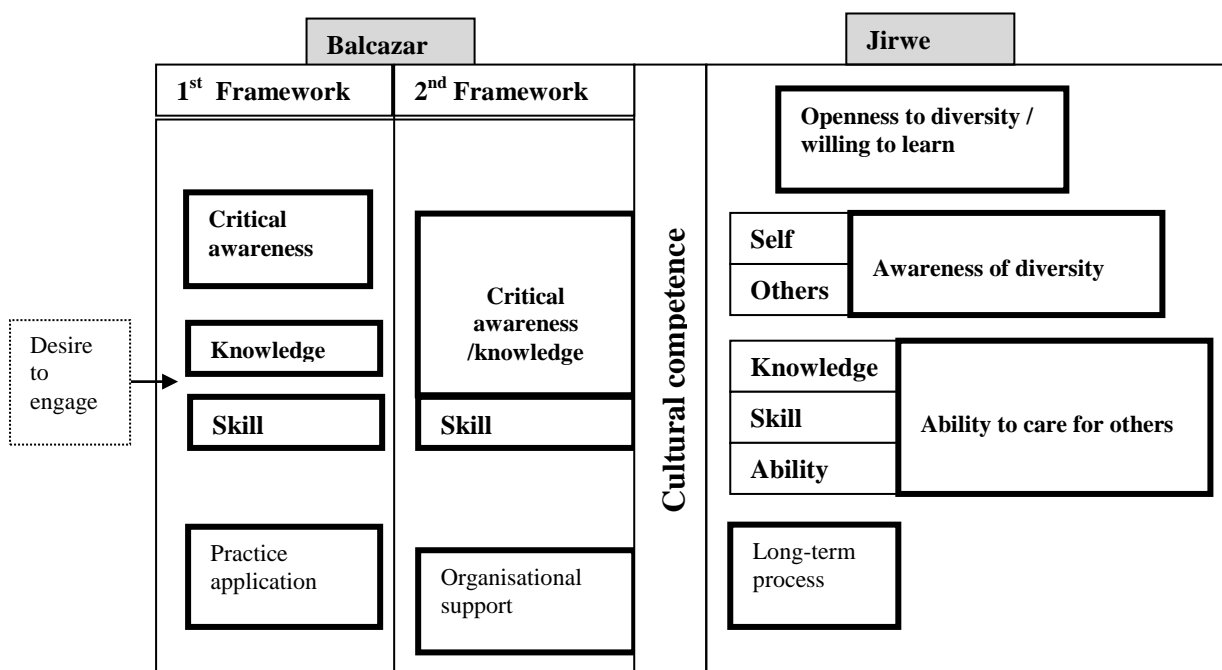 Balcazar
Jirwe
1st Framework
2nd Framework
Desire
to
engage
Critical
awareness
Knowledge
Skill
Practice
application
Critical
awareness
/knowledge
Skill
Organisational
support
Cultural competence
Openness to diversity /
willing to learn
Self
Others
Awareness of diversity
Knowledge
Skill
Ability
Ability to care for others
Long-term
process